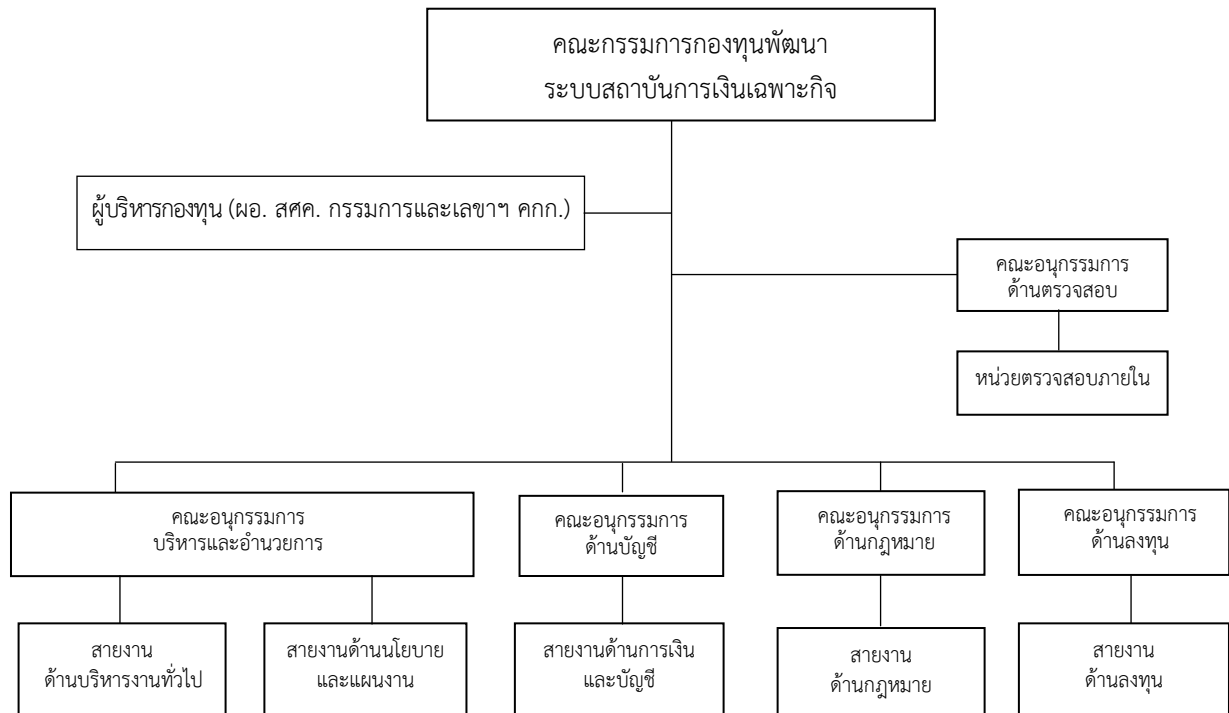 คณะกรรมการกองทุนพัฒนา
ระบบสถาบันการเงินเฉพาะกิจ
ผู้บริหารกองทุน (ผอ. สศค. กรรมการและเลขาฯ คกก.)
คณะอนุกรรมการ
ด้านตรวจสอบ
หน่วยตรวจสอบภายใน
คณะอนุกรรมการ
บริหารและอำนวยการ
คณะอนุกรรมการ
ด้านบัญชี
คณะอนุกรรมการ
ด้านกฎหมาย
คณะอนุกรรมการ
ด้านลงทุน
สายงาน
ด้านบริหารงานทั่วไป
สายงานด้านนโยบาย
และแผนงาน
สายงานด้านการเงิน
และบัญชี
สายงาน
ด้านกฎหมาย
สายงาน
ด้านลงทุน